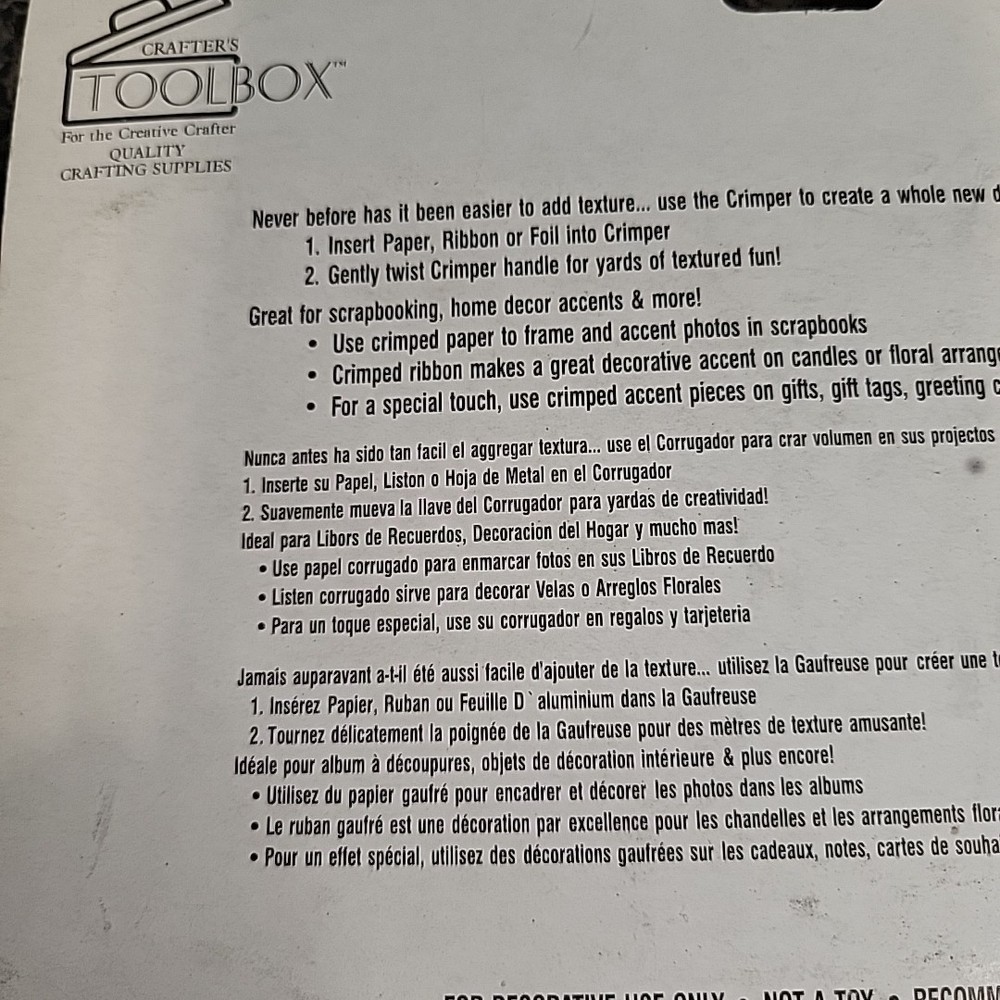 CRAFTER'S
TOOLBOX™
For the Creative Crafter
QUALITY
CRAFTING SUPPLIES
Never before has it been easier to add texture... use the Crimper to create a whole new
1. Insert Paper, Ribbon or Foil into Crimper
2. Gently twist Crimper handle for yards of textured fun!
Great for scrapbooking, home decor accents & more!
• Use crimped paper to frame and accent photos in scrapbooks
• Crimped ribbon makes a great decorative accent on candles or floral
• For a special touch, use crimped accent pieces on gifts, gift tags, greeting
Nunca antes ha sido tan facil el aggregar textura... use el Corrugador para crar volumen en sus projectos
1. Inserte su Papel, Liston o Hoja de Metal en el Corrugador
2. Suavemente mueva la llave del Corrugador para yardas de creatividad!
Ideal para Libors de Recuerdos, Decoracion del Hogar y mucho mas!
• Use papel corrugado para enmarcar fotos en sus Libros de Recuerdo
• Listen corrugado sirve para decorar Velas o Arreglos Florales
• Para un toque especial, use su corrugador en regalos y tarjeteria
Jamais auparavant a-t-il été aussi facile d'ajouter de la texture... utilisez la Gaufreuse pour créer une
1. Insérez Papier, Ruban ou Feuille D`aluminium dans la Gaufreuse
2. Tournez délicatement la poignée de la Gaufreuse pour des mètres de texture amusante!
Idéale pour album à découpures, objets de décoration intérieure & plus encore!
• Utilisez du papier gaufré pour encadrer et décorer les photos dans les albums
• Le ruban gaufré est une décoration par excellence pour les chandelles et les arrangements
• Pour un effet spécial, utilisez des décorations gaufrées sur les cadeaux, notes, cartes de
FOR DECORATIVE USE ONLY • NOT A TOY •